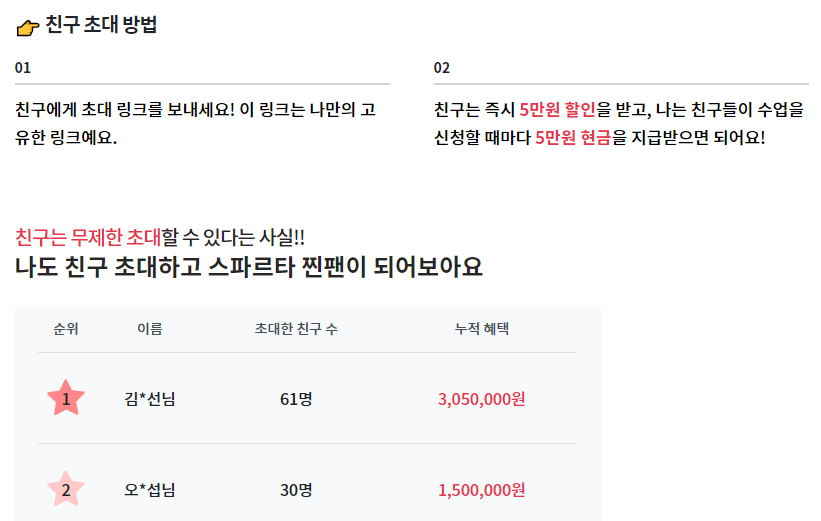 👉 친구 초대 방법
01
친구에게 초대 링크를 보내세요! 이 링크는 나만의 고
유한 링크예요.
02
친구는 즉시 5만원 할인을 받고, 나는 친구들이 수업을
신청할 때마다 5만원 현금을 지급받으면 되어요!
친구는 무제한 초대할 수 있다는 사실!!
나도 친구 초대하고 스파르타 찐팬이 되어보아요
순위 이름 초대한 친구 수 누적 혜택
1 김*선님 61명 3,050,000원
2 오*섭님 30명 1,500,000원